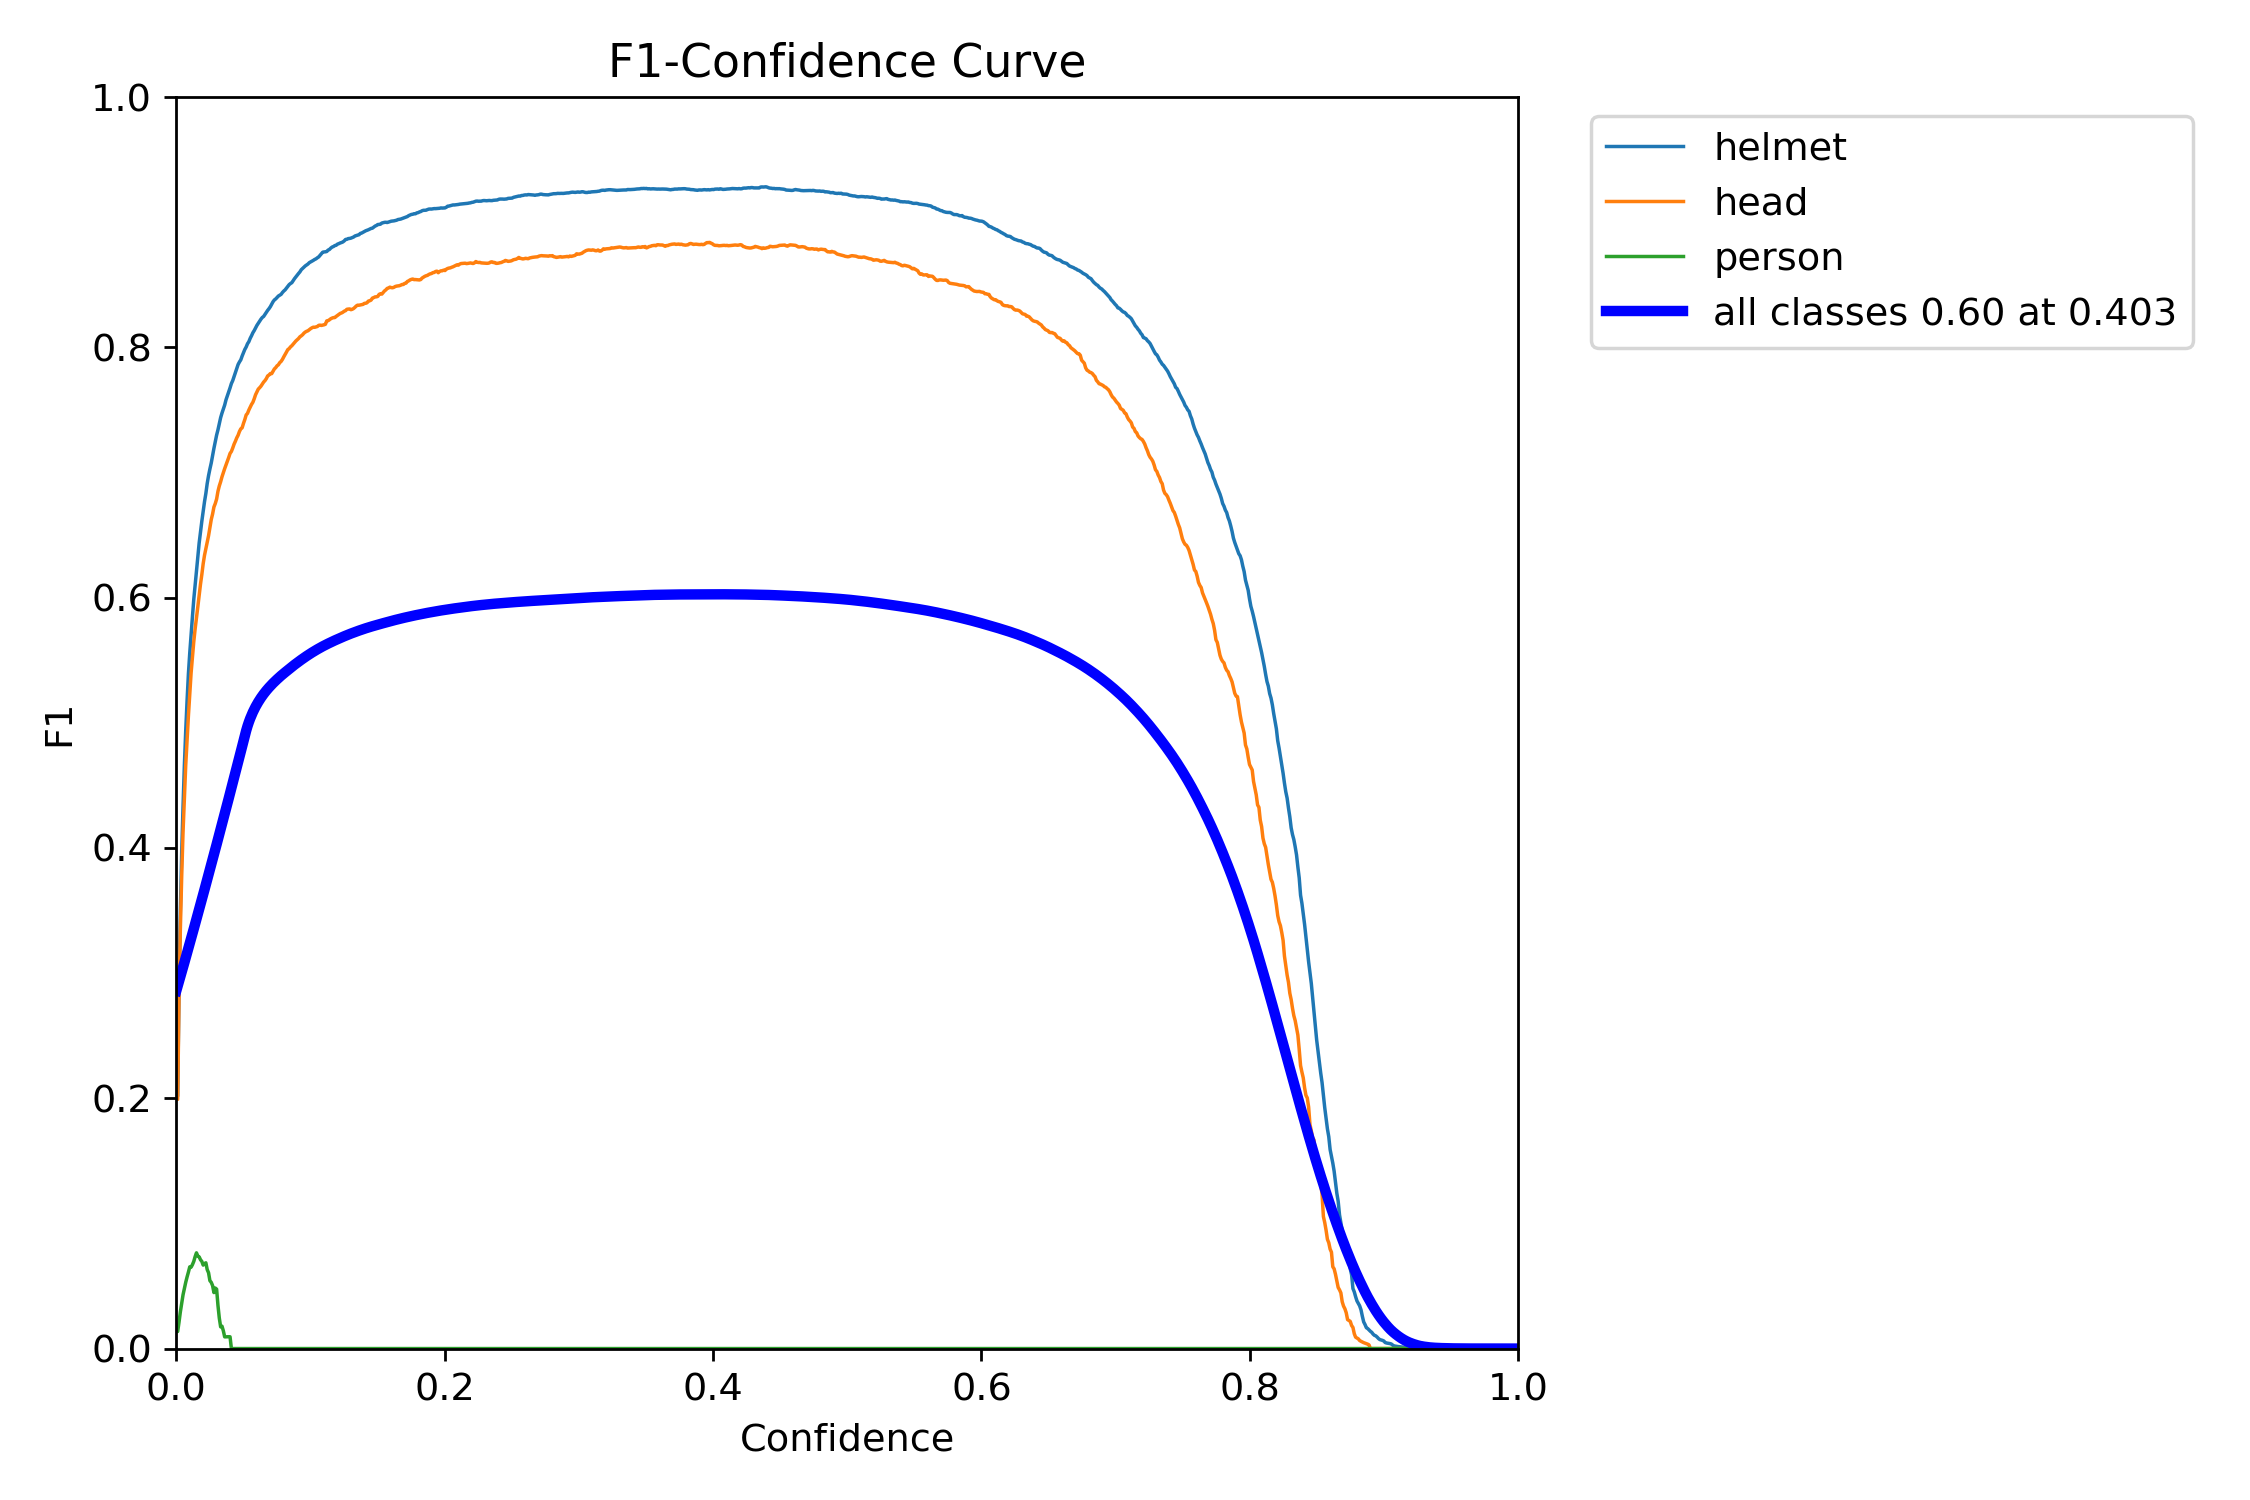 F1-Confidence Curve
1.0
0.8
0.6
0.4
0.2
0.0
F1
0.0 0.2 0.4 0.6 0.8 1.0
Confidence
helmet
head
person
all classes 0.60 at 0.403